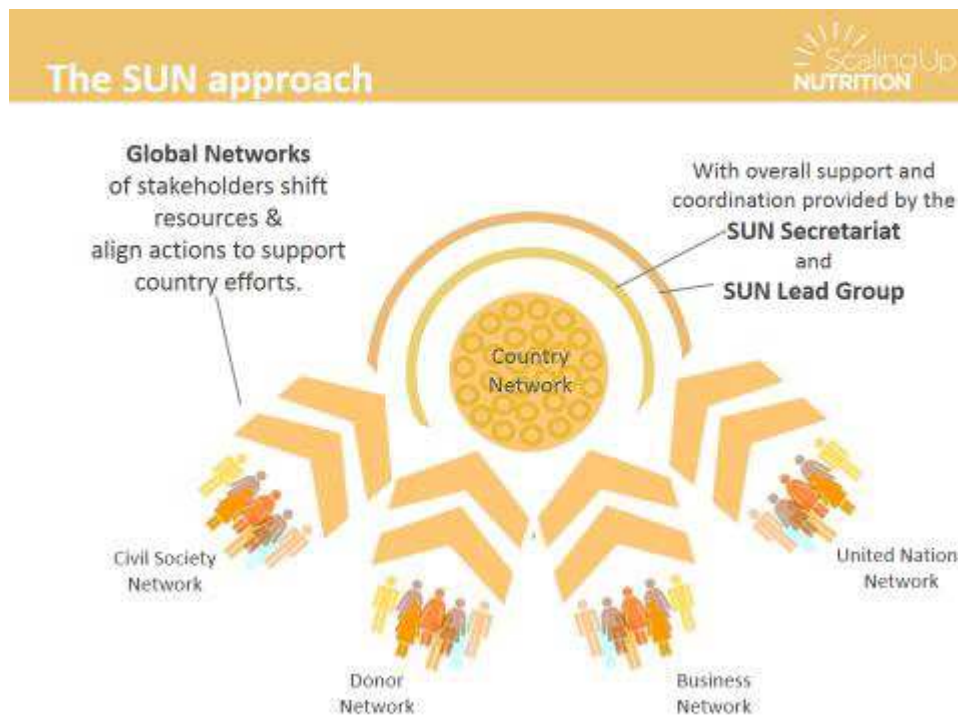 The SUN approach
ScalingUp
NUTRITION
Global Networks
of stakeholders shift
resources &
align actions to support
country efforts.
With overall support and
coordination provided by the
SUN Secretariat
and
SUN Lead Group
Country
Network
Civil Society
Network
United Nation
Network
Donor
Network
Business
Network